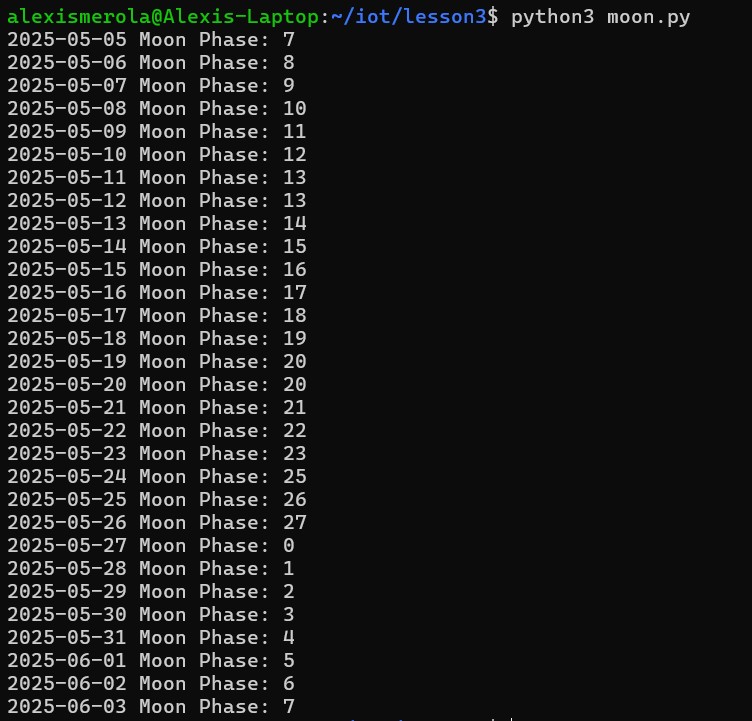 alexismerola@Alexis-Laptop:~/iot/lesson3$ python3 moon.py
2025-05-05 Moon Phase: 7
2025-05-06 Moon Phase: 8
2025-05-07 Moon Phase: 9
2025-05-08 Moon Phase: 10
2025-05-09 Moon Phase: 11
2025-05-10 Moon Phase: 12
2025-05-11 Moon Phase: 13
2025-05-12 Moon Phase: 13
2025-05-13 Moon Phase: 14
2025-05-14 Moon Phase: 15
2025-05-15 Moon Phase: 16
2025-05-16 Moon Phase: 17
2025-05-17 Moon Phase: 18
2025-05-18 Moon Phase: 19
2025-05-19 Moon Phase: 20
2025-05-20 Moon Phase: 20
2025-05-21 Moon Phase: 21
2025-05-22 Moon Phase: 22
2025-05-23 Moon Phase: 23
2025-05-24 Moon Phase: 25
2025-05-25 Moon Phase: 26
2025-05-26 Moon Phase: 27
2025-05-27 Moon Phase: 0
2025-05-28 Moon Phase: 1
2025-05-29 Moon Phase: 2
2025-05-30 Moon Phase: 3
2025-05-31 Moon Phase: 4
2025-06-01 Moon Phase: 5
2025-06-02 Moon Phase: 6
2025-06-03 Moon Phase: 7